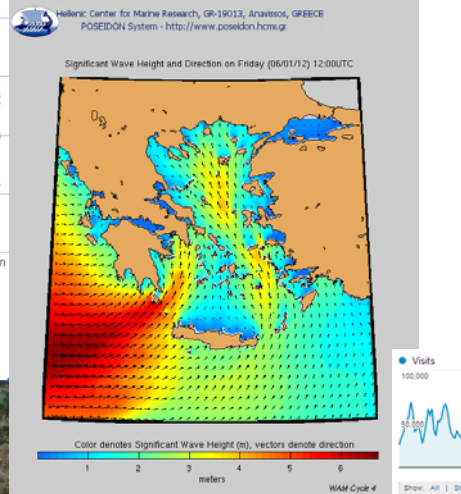 Hellenic Center for Marine Research, GR-19013, Anavissos, GREECE
POSEIDON System - http://www.poseidon.hcmr.gr
Significant Wave Height and Direction on Friday (06/01/12) 12:00UTC
Color denotes Significant Wave Height (m), vectors denote direction
1 2 3 4 5 6
meters
WAM Cycle 4
Visits
100,000
50,000
Show: All